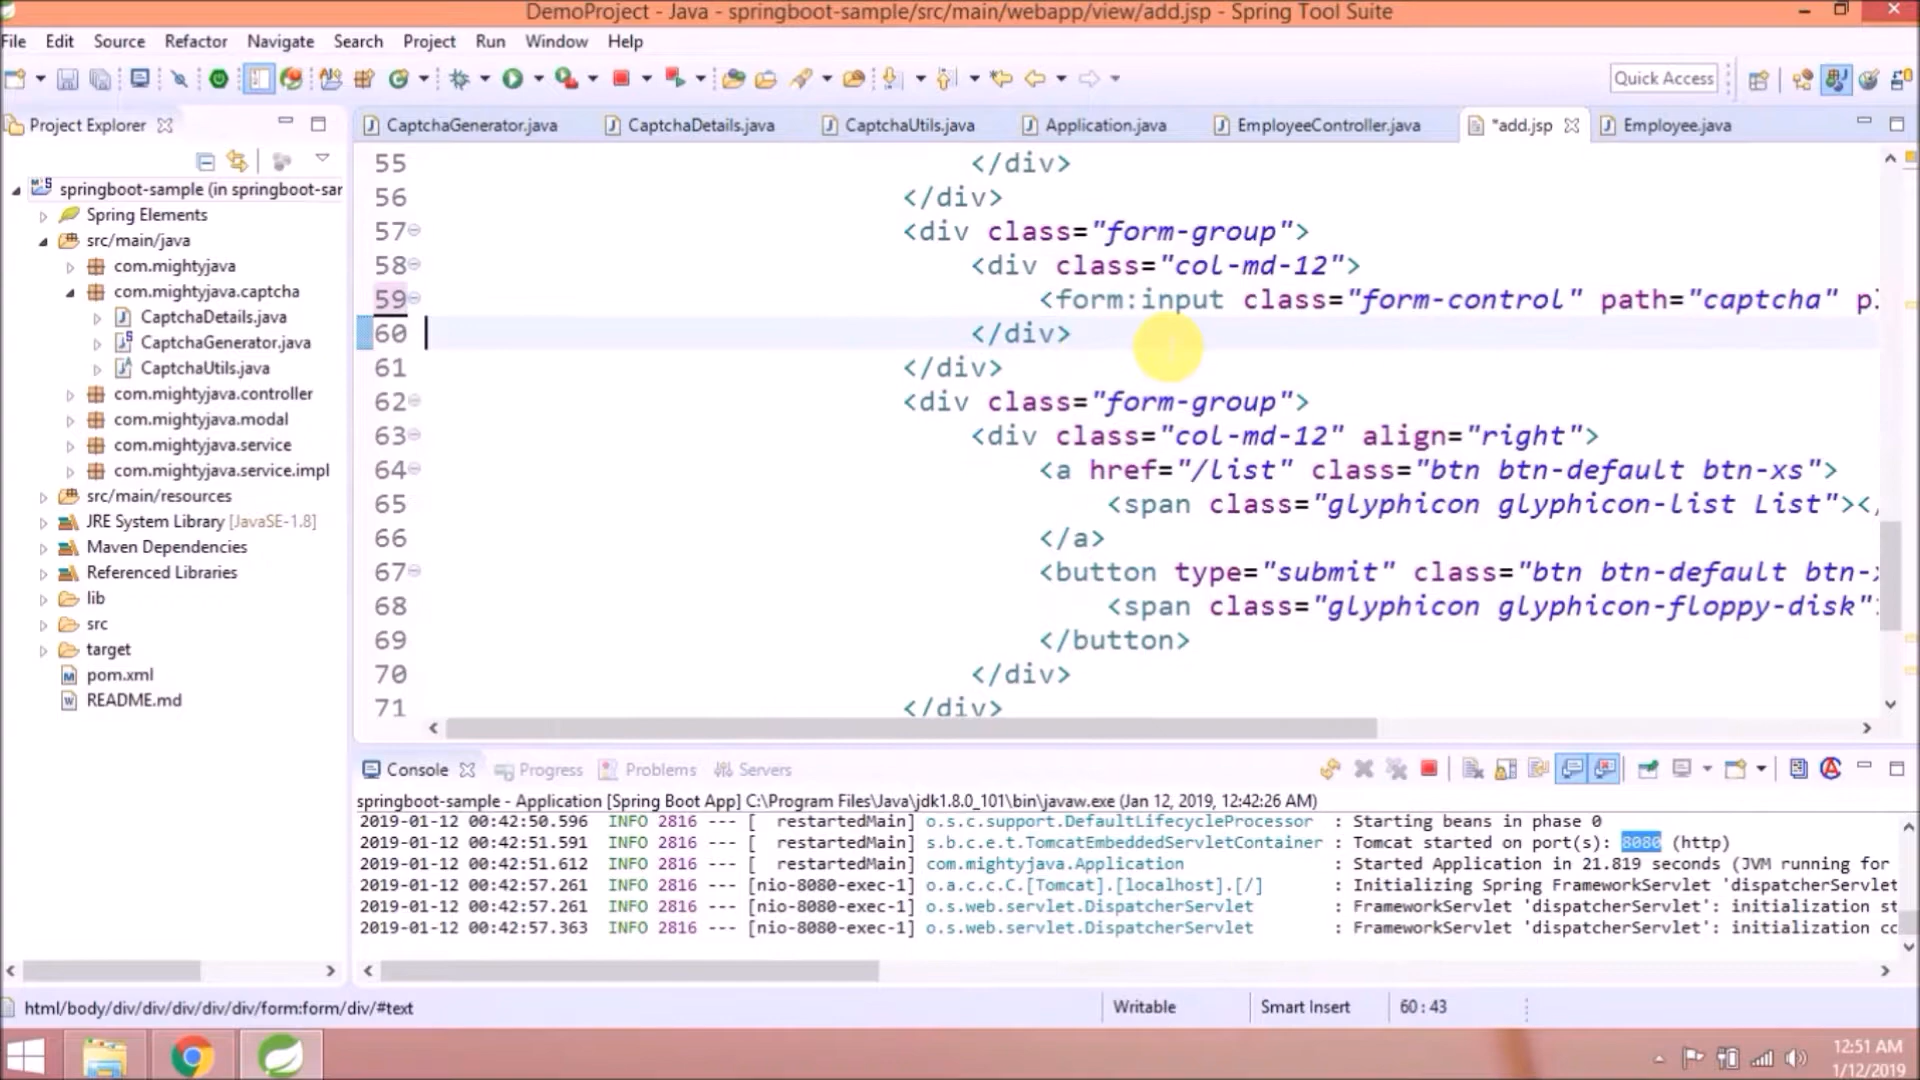 DemoProject - Java - springboot-sample/src/main/webapp/view/add.jsp - Spring Tool Suite
File Edit Source Refactor Navigate Search Project Run Window Help
Quick Access
Project Explorer
CaptchaGenerator.java CaptchaDetails.java CaptchaUtils.java Application.java EmployeeController.java *add.jsp Employee.java
springboot-sample (in springboot-sar
Spring Elements
src/main/java
com.mightyjava
com.mightyjava.captcha
CaptchaDetails.java
CaptchaGenerator.java
CaptchaUtils.java
com.mightyjava.controller
com.mightyjava.modal
com.mightyjava.service
com.mightyjava.service.impl
src/main/resources
JRE System Library [JavaSE-1.8]
Maven Dependencies
Referenced Libraries
lib
src
target
pom.xml
README.md
55 </div>
56 </div>
57 <div class="form-group">
58 <div class="col-md-12">
59 <form:input class="form-control" path="captcha" pl
60 </div>
61 </div>
62 <div class="form-group">
63 <div class="col-md-12" align="right">
64 <a href="/list" class="btn btn-default btn-xs">
65 <span class="glyphicon glyphicon-list List"></
66 </a>
67 <button type="submit" class="btn btn-default btn-x
68 <span class="glyphicon glyphicon-floppy-disk"
69 </button>
70 </div>
71 </div>
Console Progress Problems Servers
springboot-sample - Application [Spring Boot App] C:\Program Files\Java\jdk1.8.0_101\bin\javaw.exe (Jan 12, 2019, 12:42:26 AM)
2019-01-12 00:42:50.596 INFO 2816 --- [ restartedMain] o.s.c.support.DefaultLifecycleProcessor : Starting beans in phase 0
2019-01-12 00:42:51.591 INFO 2816 --- [ restartedMain] s.b.c.e.t.TomcatEmbeddedServletContainer : Tomcat started on port(s): 8080 (http)
2019-01-12 00:42:51.612 INFO 2816 --- [ restartedMain] com.mightyjava.Application : Started Application in 21.819 seconds (JVM running for
2019-01-12 00:42:57.261 INFO 2816 --- [nio-8080-exec-1] o.a.c.c.C.[Tomcat].[localhost].[/] : Initializing Spring FrameworkServlet 'dispatcherServlet
2019-01-12 00:42:57.261 INFO 2816 --- [nio-8080-exec-1] o.s.web.servlet.DispatcherServlet : FrameworkServlet 'dispatcherServlet': initialization st
2019-01-12 00:42:57.363 INFO 2816 --- [nio-8080-exec-1] o.s.web.servlet.DispatcherServlet : FrameworkServlet 'dispatcherServlet': initialization co
html/body/div/div/div/div/div/form:form/div/#text
Writable Smart Insert 60 : 43
12:51 AM
1/12/2019